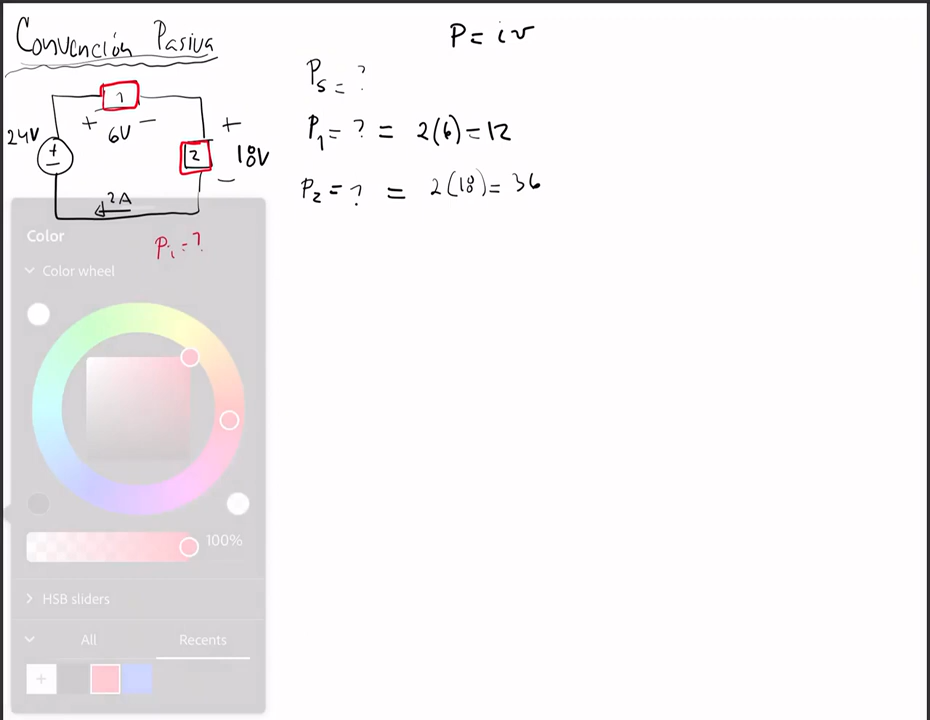 Convención Pasiva
P = iv
Ps = ?
P1 = ? = 2(6) = 12
P2 = ? = 2(18) = 36
1
+ 6V −
24V
+
−
2
+
18V
−
2A
Pi = ?
Color
Color wheel
100%
HSB sliders
All
Recents
+